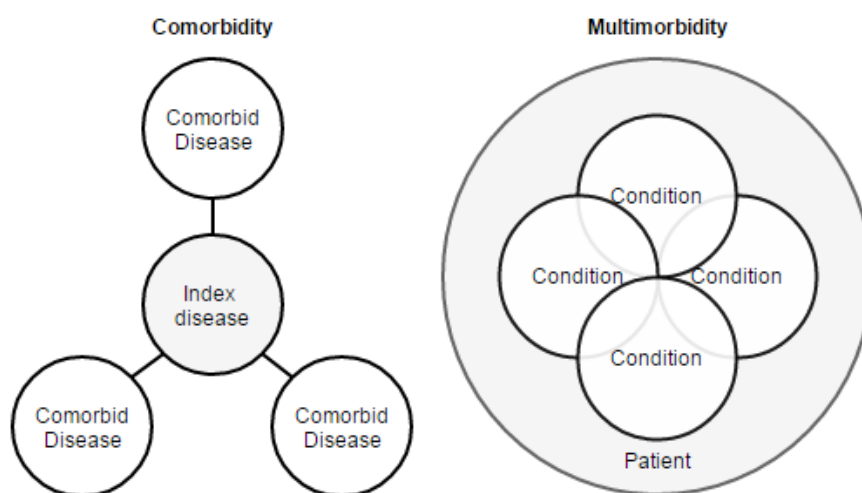 Comorbidity
Comorbid
Disease
Index
disease
Comorbid
Disease
Comorbid
Disease
Multimorbidity
Condition
Condition
Condition
Condition
Patient